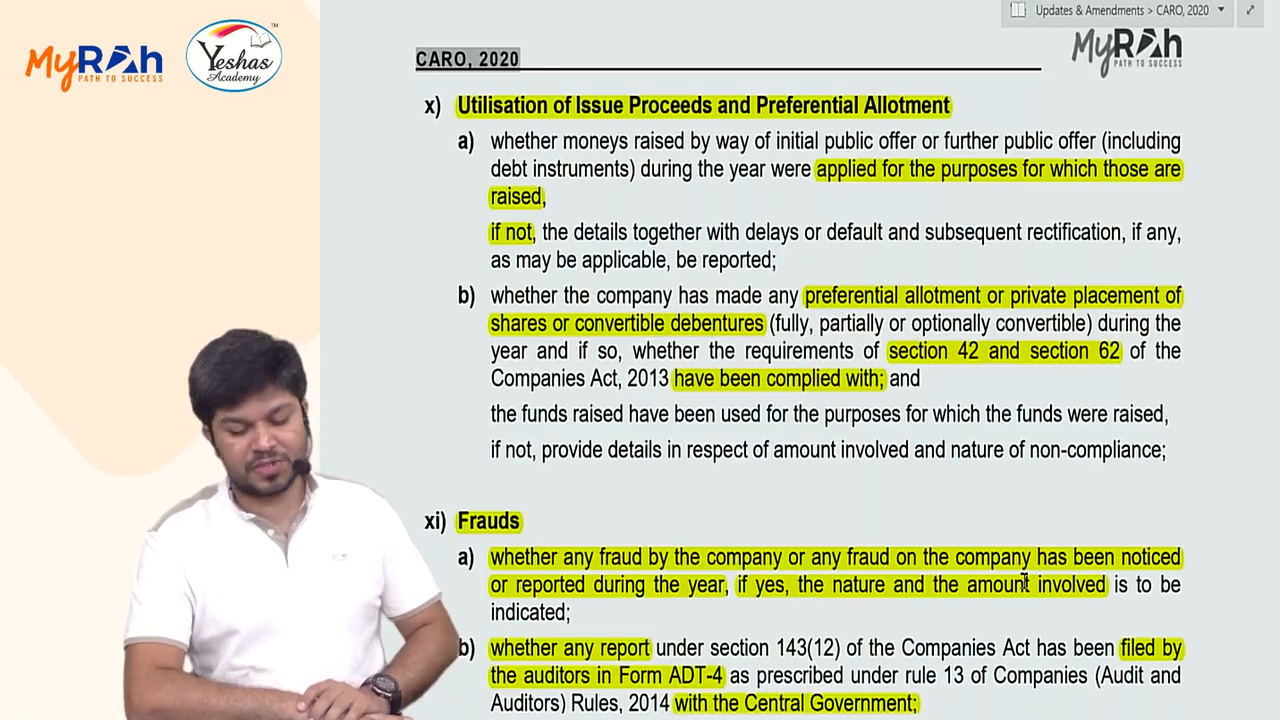 MyRah
PATH TO SUCCESS
Yeshas
Academy
TM
Updates & Amendments > CARO, 2020
MyRah
PATH TO SUCCESS
CARO, 2020
x) Utilisation of Issue Proceeds and Preferential Allotment
a) whether moneys raised by way of initial public offer or further public offer (including
debt instruments) during the year were applied for the purposes for which those are
raised,
if not, the details together with delays or default and subsequent rectification, if any,
as may be applicable, be reported;
b) whether the company has made any preferential allotment or private placement of
shares or convertible debentures (fully, partially or optionally convertible) during the
year and if so, whether the requirements of section 42 and section 62 of the
Companies Act, 2013 have been complied with; and
the funds raised have been used for the purposes for which the funds were raised,
if not, provide details in respect of amount involved and nature of non-compliance;
xi) Frauds
a) whether any fraud by the company or any fraud on the company has been noticed
or reported during the year, if yes, the nature and the amount involved is to be
indicated;
b) whether any report under section 143(12) of the Companies Act has been filed by
the auditors in Form ADT-4 as prescribed under rule 13 of Companies (Audit and
Auditors) Rules, 2014 with the Central Government;